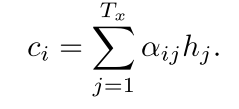 $c_i = \sum_{j=1}^{T_x} \alpha_{ij} h_j.$